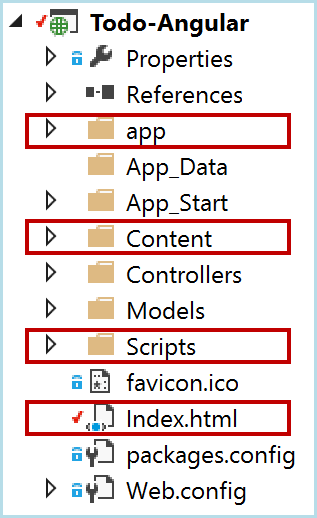 Todo-Angular
Properties
References
app
App_Data
App_Start
Content
Controllers
Models
Scripts
favicon.ico
Index.html
packages.config
Web.config